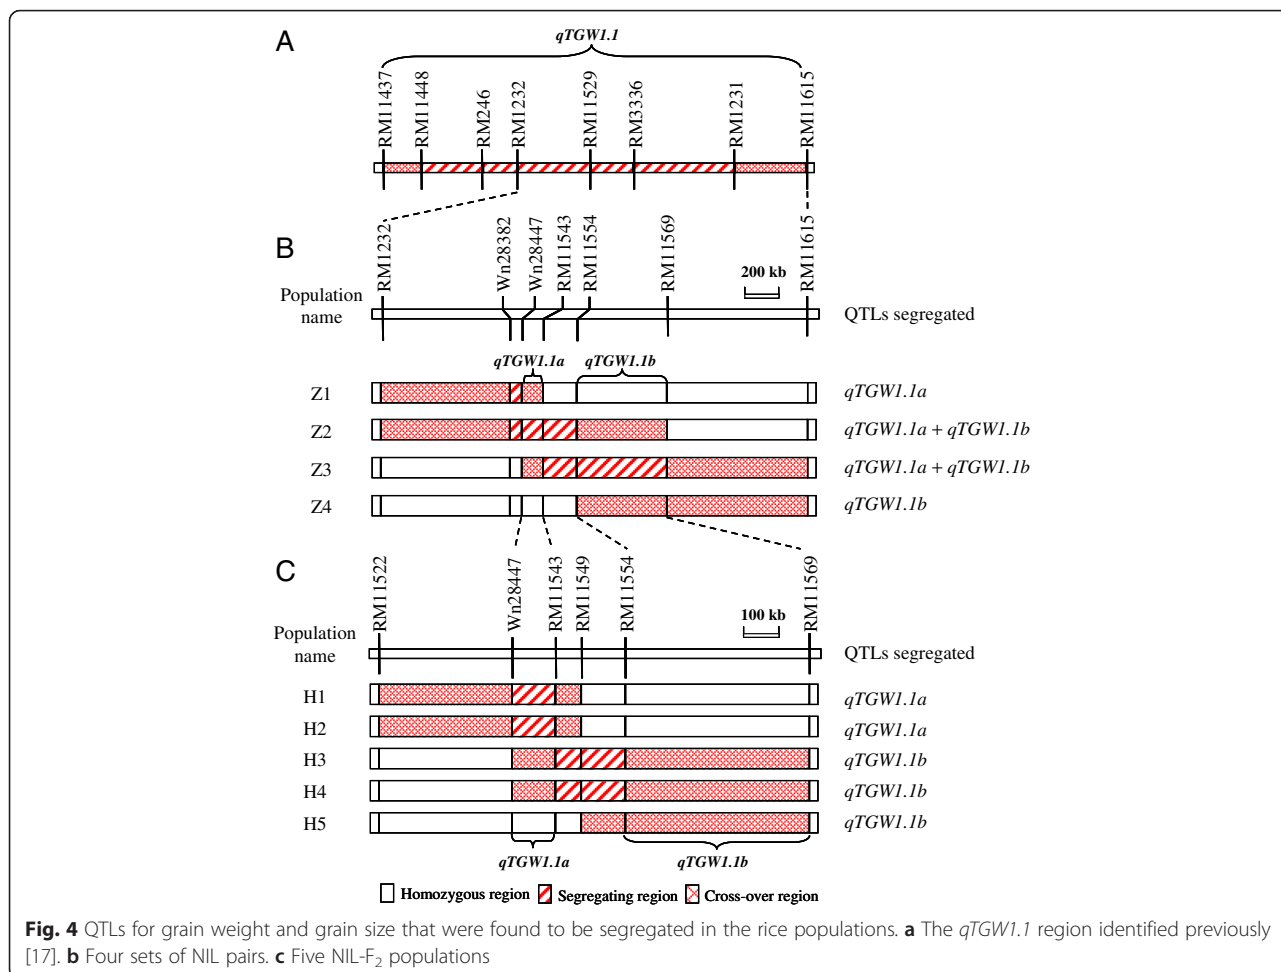 A
qTGW1.1
RM11437
RM11448
RM246
RM1232
RM11529
RM3336
RM1231
RM11615
B
RM1232
Wn28382
Wn28447
RM11543
RM11554
RM11569
RM11615
200 kb
Population name
QTLs segregated
qTGW1.1a
qTGW1.1b
Z1
qTGW1.1a
Z2
qTGW1.1a + qTGW1.1b
Z3
qTGW1.1a + qTGW1.1b
Z4
qTGW1.1b
C
RM11522
Wn28447
RM11543
RM11549
RM11554
RM11569
100 kb
Population name
QTLs segregated
H1
qTGW1.1a
H2
qTGW1.1a
H3
qTGW1.1b
H4
qTGW1.1b
H5
qTGW1.1b
qTGW1.1a
qTGW1.1b
Homozygous region
Segregating region
Cross-over region
Fig. 4 QTLs for grain weight and grain size that were found to be segregated in the rice populations. a The qTGW1.1 region identified previously
[17]. b Four sets of NIL pairs. c Five NIL-F2 populations